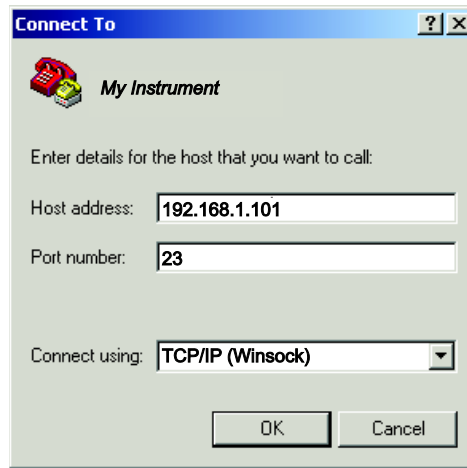 Connect To
My Instrument
Enter details for the host that you want to call:
Host address: 192.168.1.101
Port number: 23
Connect using: TCP/IP (Winsock)
OK Cancel